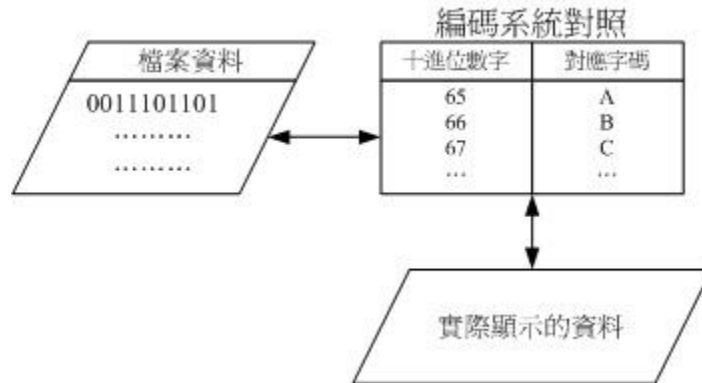 編碼系統對照
檔案資料
0011101101
………
………
十進位數字 對應字碼
65 A
66 B
67 C
… …
實際顯示的資料